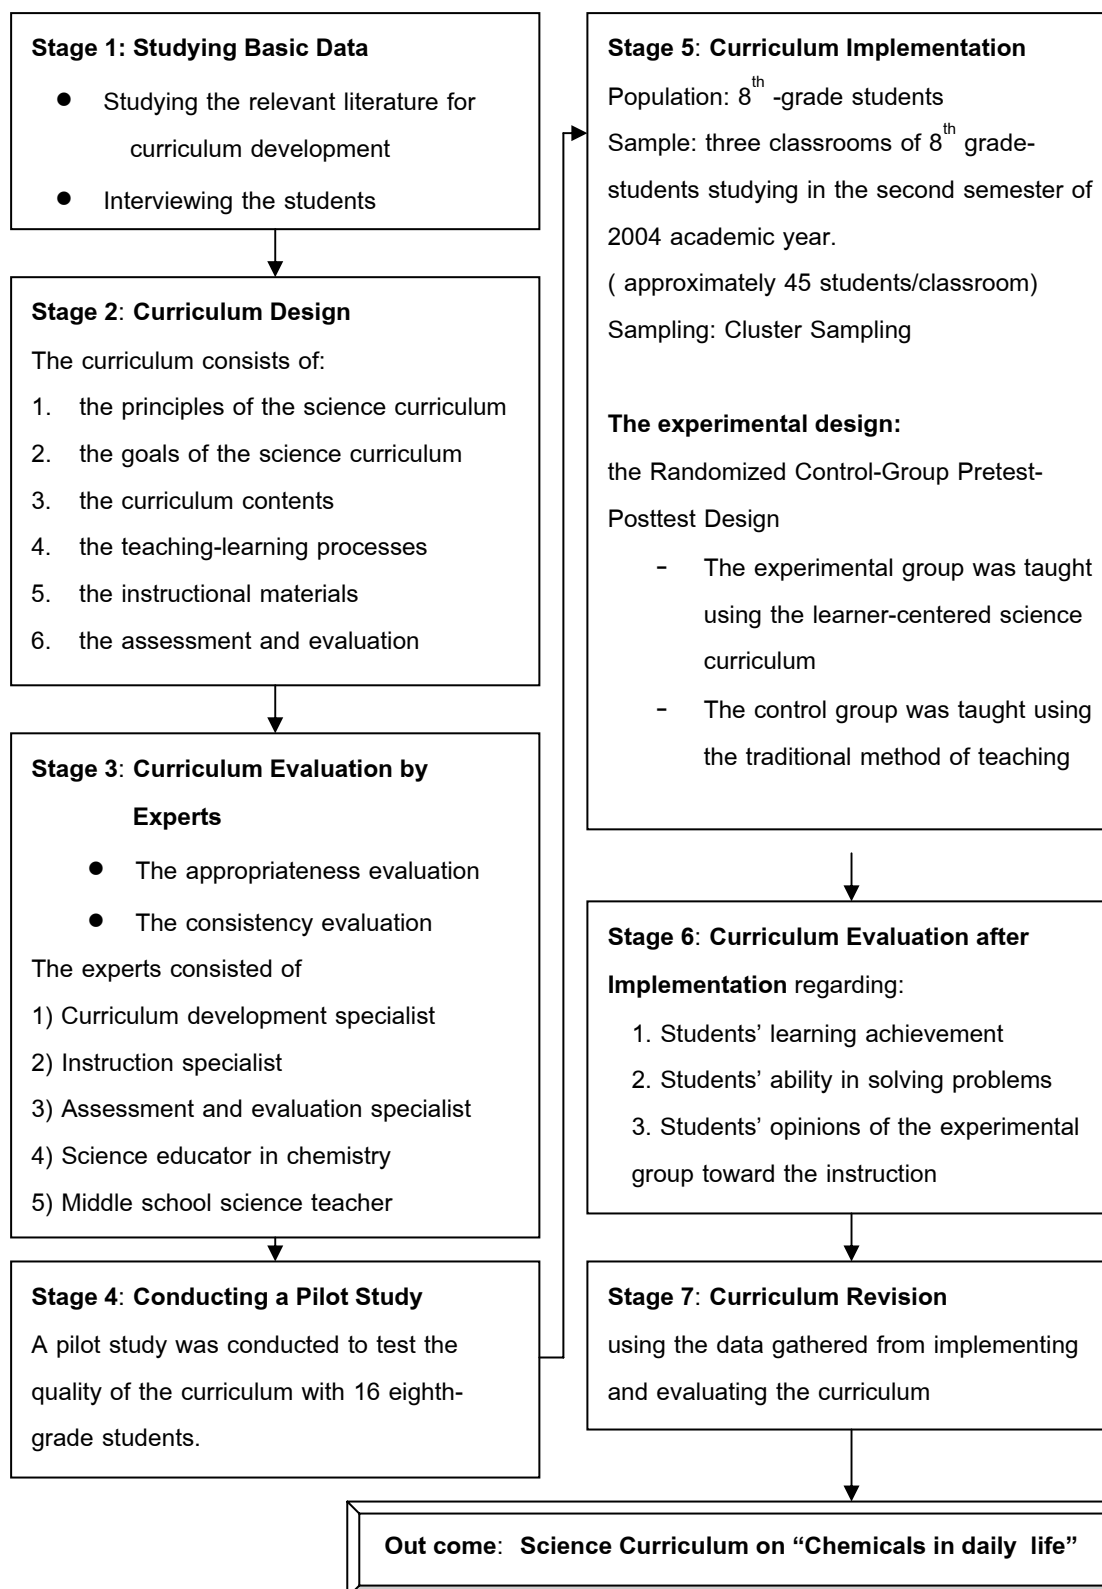 Stage 1: Studying Basic Data
● Studying the relevant literature for
curriculum development
● Interviewing the students
Stage 2: Curriculum Design
The curriculum consists of:
1. the principles of the science curriculum
2. the goals of the science curriculum
3. the curriculum contents
4. the teaching-learning processes
5. the instructional materials
6. the assessment and evaluation
Stage 3: Curriculum Evaluation by
Experts
● The appropriateness evaluation
● The consistency evaluation
The experts consisted of
1) Curriculum development specialist
2) Instruction specialist
3) Assessment and evaluation specialist
4) Science educator in chemistry
5) Middle school science teacher
Stage 4: Conducting a Pilot Study
A pilot study was conducted to test the
quality of the curriculum with 16 eighth-
grade students.
Stage 5: Curriculum Implementation
Population: 8th -grade students
Sample: three classrooms of 8th grade-
students studying in the second semester of
2004 academic year.
( approximately 45 students/classroom)
Sampling: Cluster Sampling
The experimental design:
the Randomized Control-Group Pretest-
Posttest Design
- The experimental group was taught
using the learner-centered science
curriculum
- The control group was taught using
the traditional method of teaching
Stage 6: Curriculum Evaluation after
Implementation regarding:
1. Students’ learning achievement
2. Students’ ability in solving problems
3. Students’ opinions of the experimental
group toward the instruction
Stage 7: Curriculum Revision
using the data gathered from implementing
and evaluating the curriculum
Out come: Science Curriculum on “Chemicals in daily life”